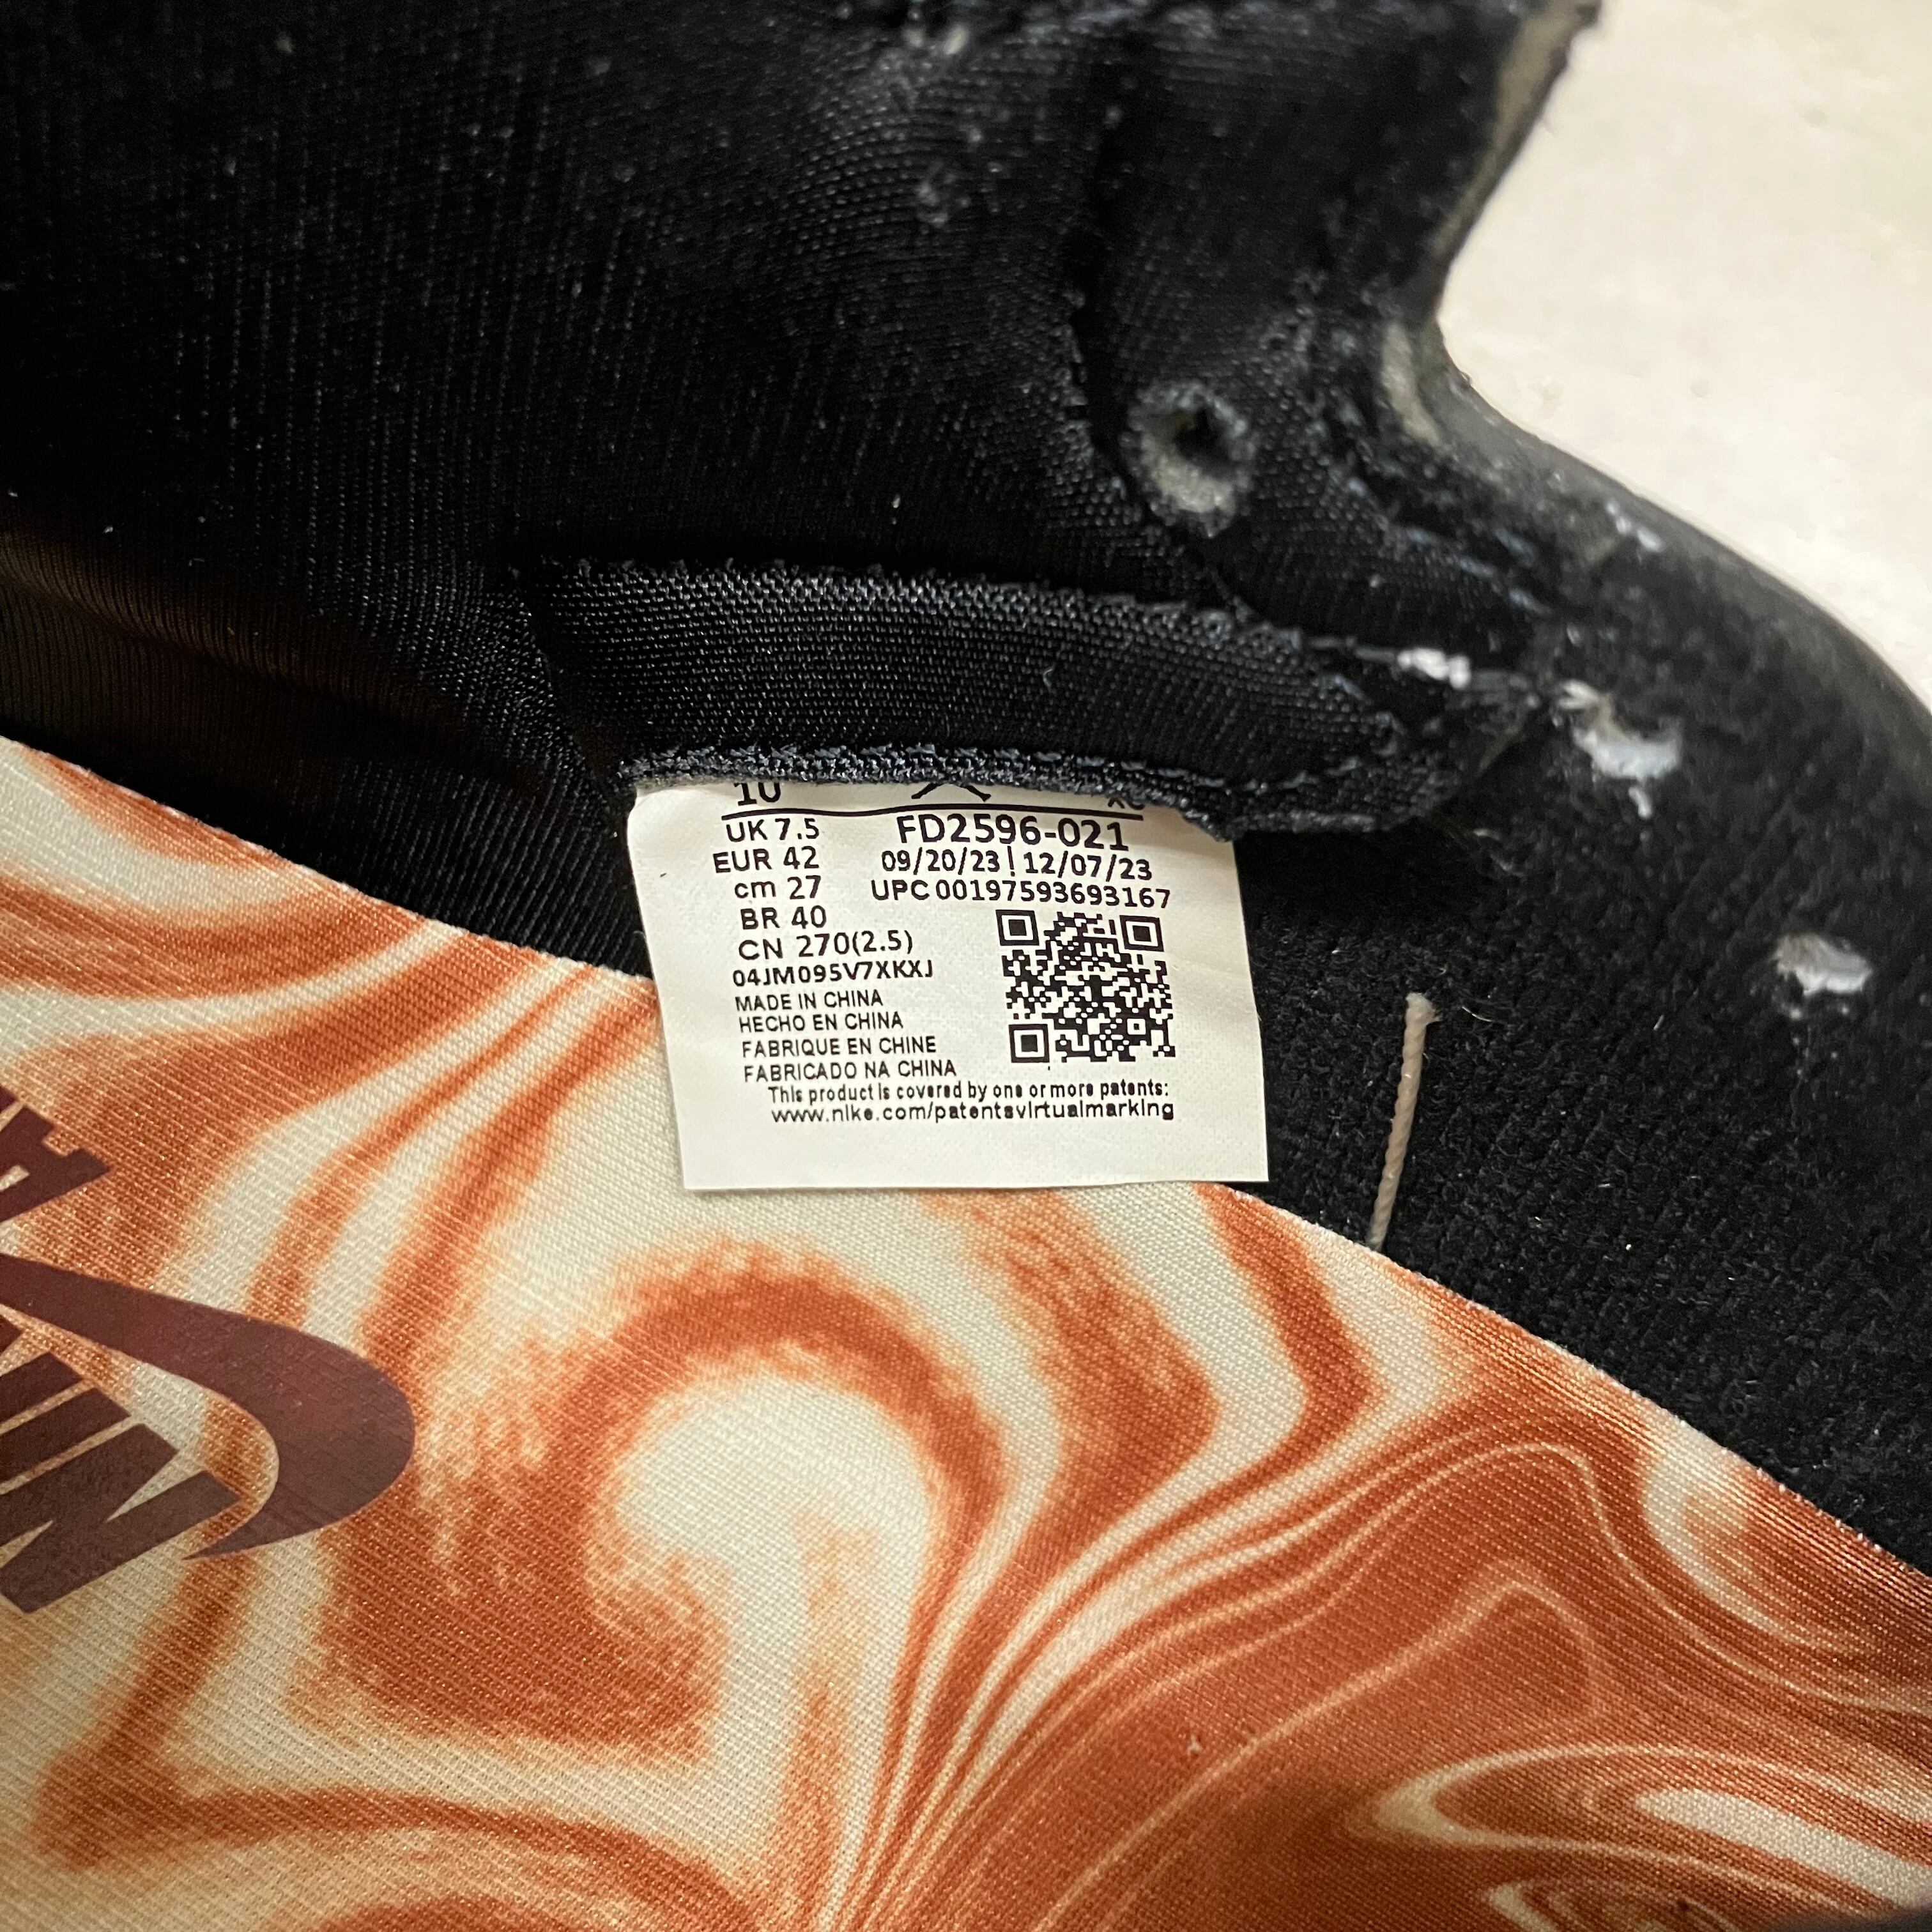 10
UK 7.5 FD2596-021
EUR 42 09/20/23 | 12/07/23
cm 27 UPC 00197593693167
BR 40
CN 270(2.5)
04JM095V7XKXJ
MADE IN CHINA
HECHO EN CHINA
FABRIQUE EN CHINE
FABRICADO NA CHINA
This product is covered by one or more patents:
www.nike.com/patentsvirtualmarking